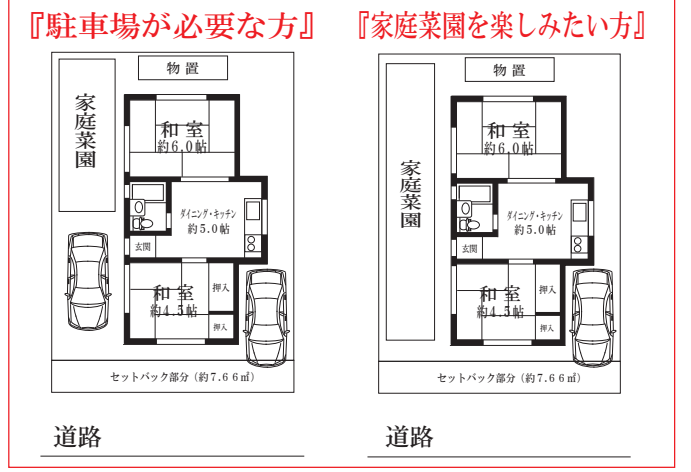 『駐車場が必要な方』
物置
家庭菜園
和室
約6.0帖
ダイニング・キッチン
約5.0帖
玄関
和室
約4.5帖
押入
押入
セットバック部分（約7.66㎡）
道路
『家庭菜園を楽しみたい方』
物置
家庭菜園
和室
約6.0帖
ダイニング・キッチン
約5.0帖
玄関
和室
約4.5帖
押入
押入
セットバック部分（約7.66㎡）
道路